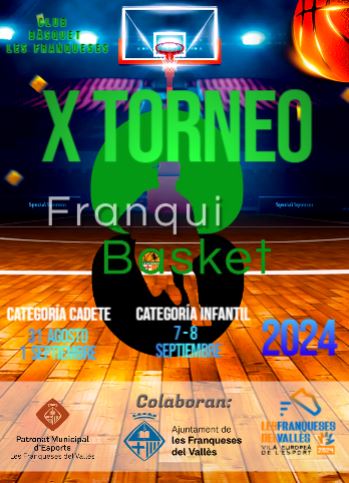 CLUB
BÀSQUET
LES FRANQUESES
X TORNEO
Franqui
Basket
CATEGORÍA CADETE
31 AGOSTO
1 SEPTIEMBRE
CATEGORÍA INFANTIL
7 - 8
SEPTIEMBRE
2024
Colaboran:
Patronat Municipal
d'Esports
Les Franqueses del Vallès
Ajuntament de
les Franqueses
del Vallès
LES FRANQUESES
DEL VALLÈS
VILA EUROPEA
DE L'ESPORT
2024